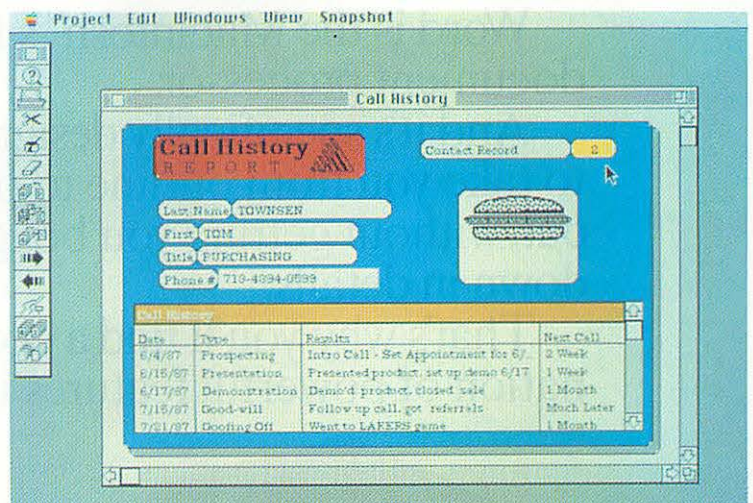 Project Edit Windows View Snapshot
Call History
Call History
REPORT
Contact Record 2
Last Name TOWNSEN
First TOM
Title PURCHASING
Phone # 713-4894-0599
Call History
Date Type Results Next Call
6/4/87 Prospecting Intro Call - Set Appointment for 6/.. 2 Week
6/15/87 Presentation Presented product, set up demo 6/17 1 Week
6/17/87 Demonstration Demo'd product, closed sale 1 Month
7/15/87 Good-will Follow up call, got referrals Much Later
7/21/87 Goofing Off Went to LAKERS game 1 Month